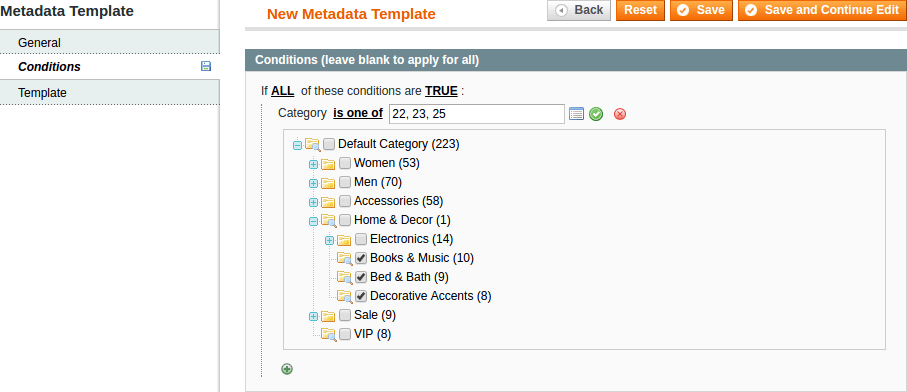 Metadata Template
General
Conditions
Template
New Metadata Template
Back Reset Save Save and Continue Edit
Conditions (leave blank to apply for all)
If ALL of these conditions are TRUE :
Category is one of 22, 23, 25
Default Category (223)
Women (53)
Men (70)
Accessories (58)
Home & Decor (1)
Electronics (14)
Books & Music (10)
Bed & Bath (9)
Decorative Accents (8)
Sale (9)
VIP (8)